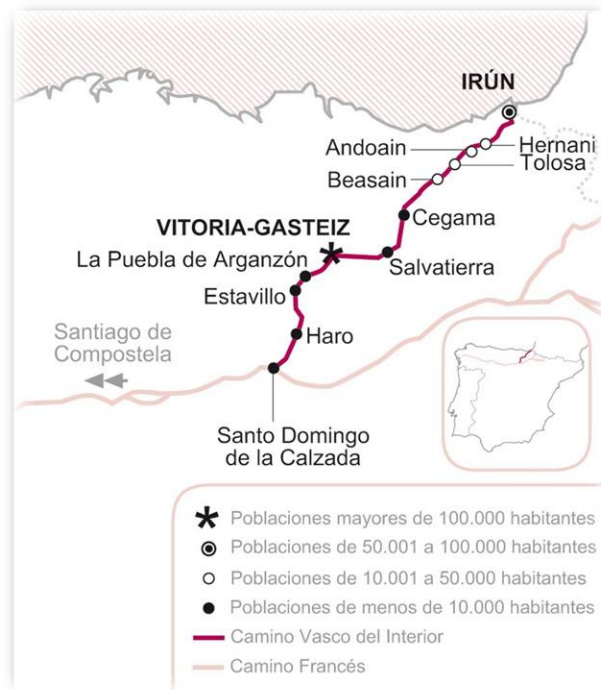 IRÚN
Andoain
Hernani
Tolosa
Beasain
Cegama
VITORIA-GASTEIZ
La Puebla de Arganzón
Salvatierra
Estavillo
Haro
Santiago de
Compostela
Santo Domingo
de la Calzada
Poblaciones mayores de 100.000 habitantes
Poblaciones de 50.001 a 100.000 habitantes
Poblaciones de 10.001 a 50.000 habitantes
Poblaciones de menos de 10.000 habitantes
Camino Vasco del Interior
Camino Francés